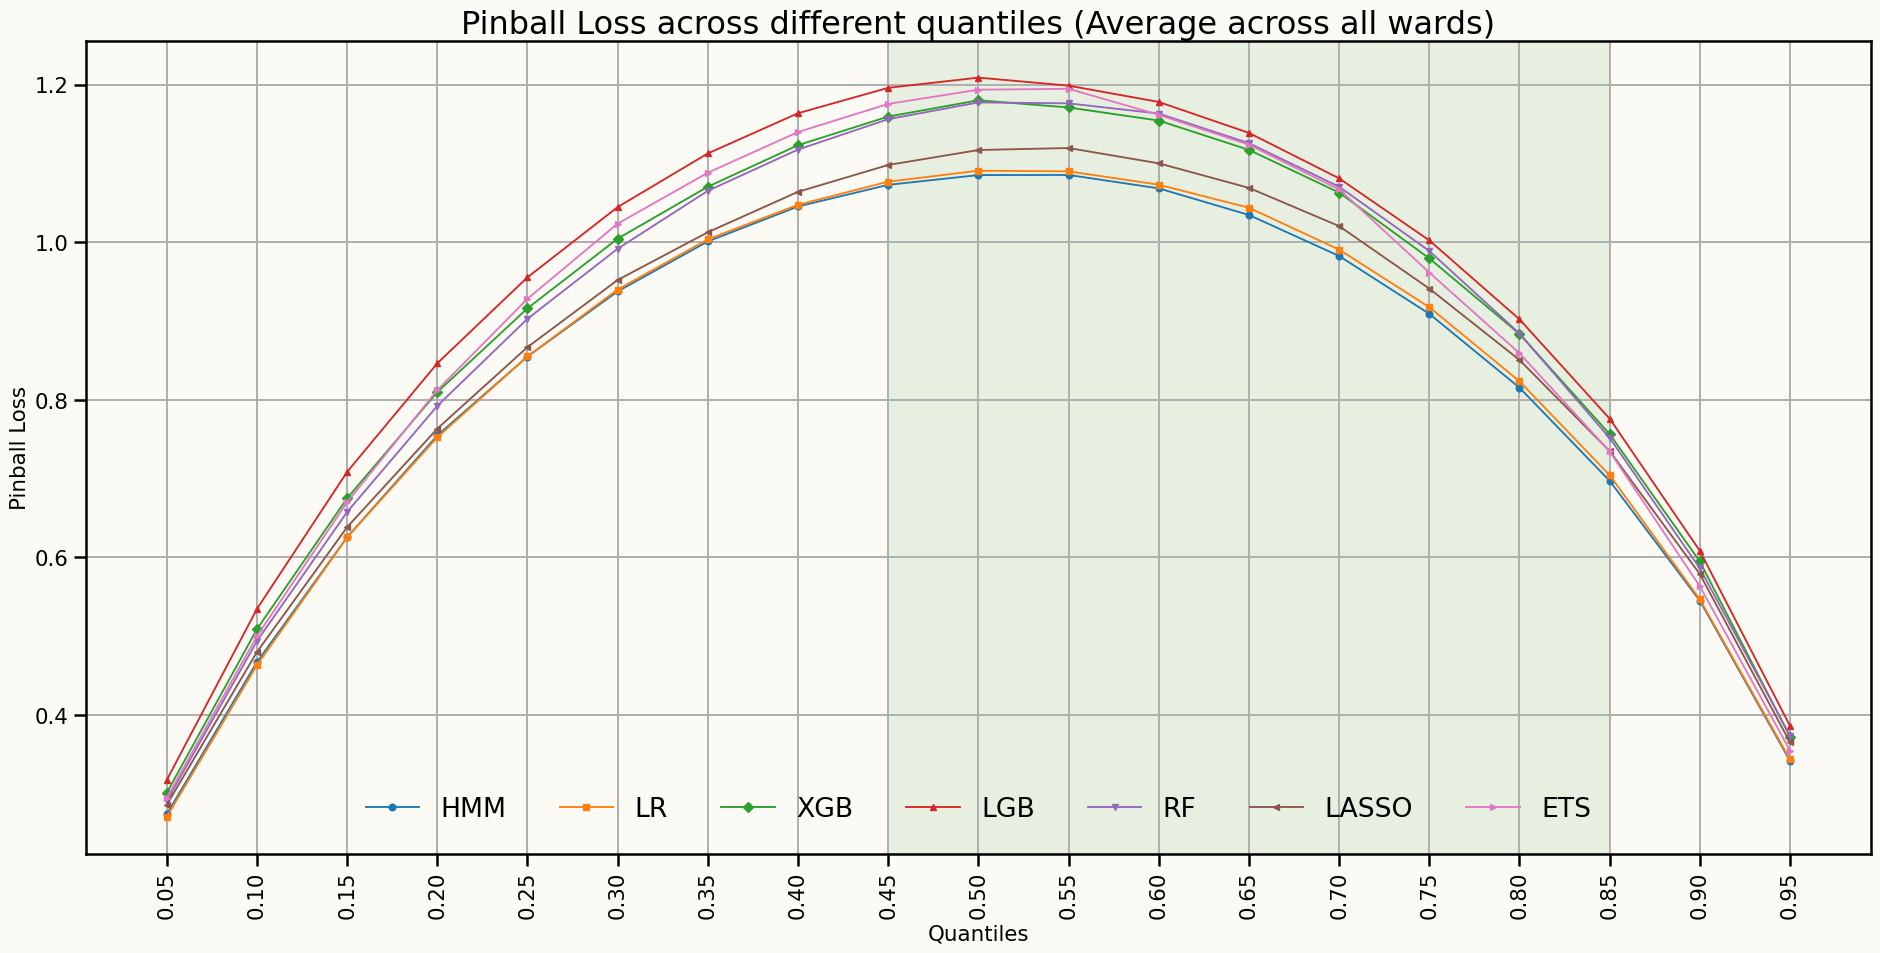 Pinball Loss across different quantiles (Average across all wards)
Pinball Loss
1.2
1.0
0.8
0.6
0.4
HMM LR XGB LGB RF LASSO ETS
0.05 0.10 0.15 0.20 0.25 0.30 0.35 0.40 0.45 0.50 0.55 0.60 0.65 0.70 0.75 0.80 0.85 0.90 0.95
Quantiles